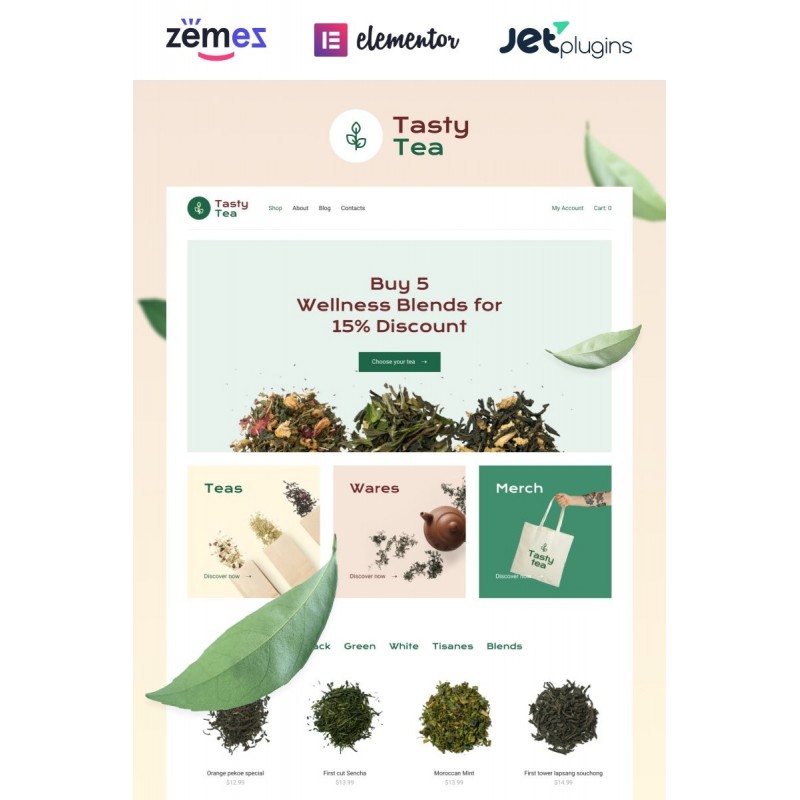 zemez
elementor
Jetplugins
Tasty
Tea
Tasty
Tea
Shop About Blog Contacts
My Account Cart 0
Buy 5
Wellness Blends for
15% Discount
Choose your tea →
Teas
Wares
Merch
Tasty
tea
Discover now →
Discover now →
Discover now →
ack Green White Tisanes Blends
Orange pekoe special
First cut Sencha
Moroccan Mint
First tower lapsang souchong
$12.99
$13.99
$13.99
$14.99